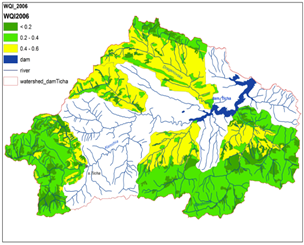 WQI_2006
WQI2006
< 0.2
0.2 - 0.4
0.4 - 0.6
dam
river
watershed_damTicha